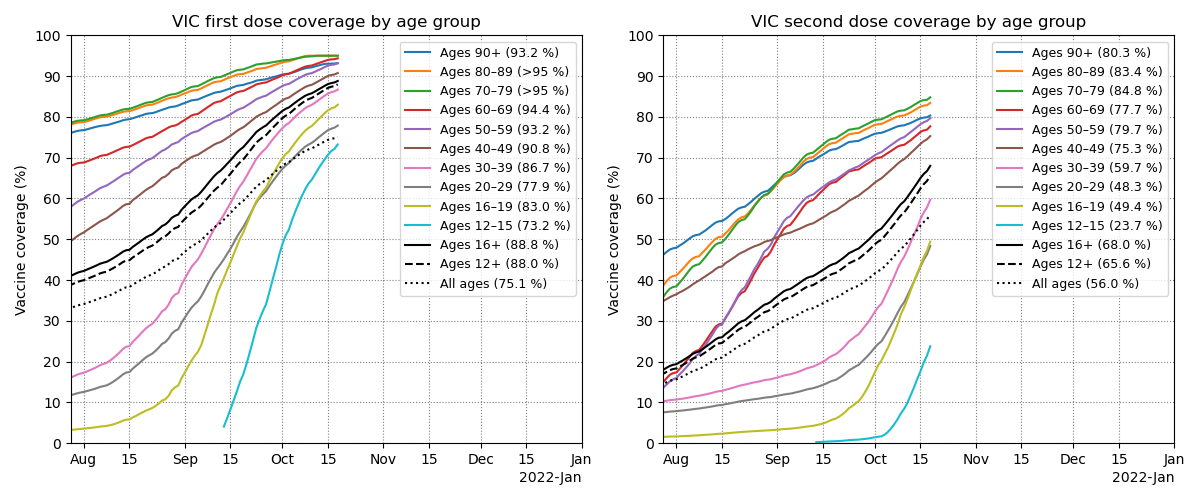 VIC first dose coverage by age group
Vaccine coverage (%)
100
90
80
70
60
50
40
30
20
10
0
Ages 90+ (93.2 %)
Ages 80–89 (>95 %)
Ages 70–79 (>95 %)
Ages 60–69 (94.4 %)
Ages 50–59 (93.2 %)
Ages 40–49 (90.8 %)
Ages 30–39 (86.7 %)
Ages 20–29 (77.9 %)
Ages 16–19 (83.0 %)
Ages 12–15 (73.2 %)
Ages 16+ (88.8 %)
Ages 12+ (88.0 %)
All ages (75.1 %)
Aug 15 Sep 15 Oct 15 Nov 15 Dec 15 Jan
2022-Jan
VIC second dose coverage by age group
Vaccine coverage (%)
100
90
80
70
60
50
40
30
20
10
0
Ages 90+ (80.3 %)
Ages 80–89 (83.4 %)
Ages 70–79 (84.8 %)
Ages 60–69 (77.7 %)
Ages 50–59 (79.7 %)
Ages 40–49 (75.3 %)
Ages 30–39 (59.7 %)
Ages 20–29 (48.3 %)
Ages 16–19 (49.4 %)
Ages 12–15 (23.7 %)
Ages 16+ (68.0 %)
Ages 12+ (65.6 %)
All ages (56.0 %)
Aug 15 Sep 15 Oct 15 Nov 15 Dec 15 Jan
2022-Jan